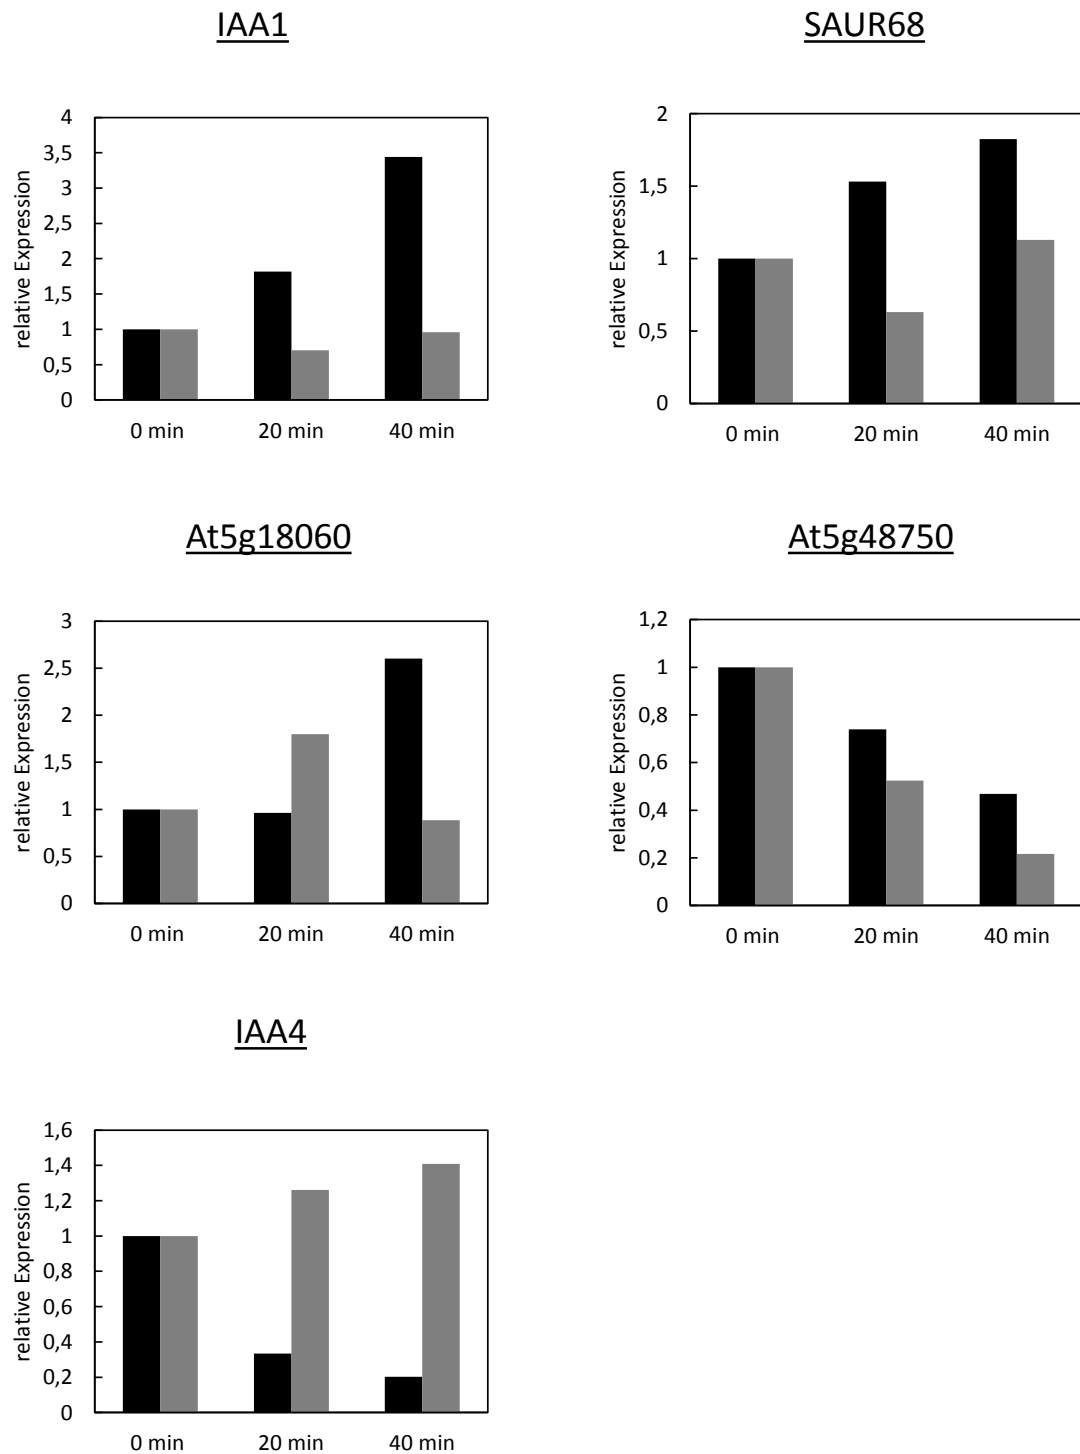 IAA1
relative Expression
4
3,5
3
2,5
2
1,5
1
0,5
0
0 min 20 min 40 min
SAUR68
relative Expression
2
1,5
1
0,5
0
0 min 20 min 40 min
At5g18060
relative Expression
3
2,5
2
1,5
1
0,5
0
0 min 20 min 40 min
At5g48750
relative Expression
1,2
1
0,8
0,6
0,4
0,2
0
0 min 20 min 40 min
IAA4
relative Expression
1,6
1,4
1,2
1
0,8
0,6
0,4
0,2
0
0 min 20 min 40 min